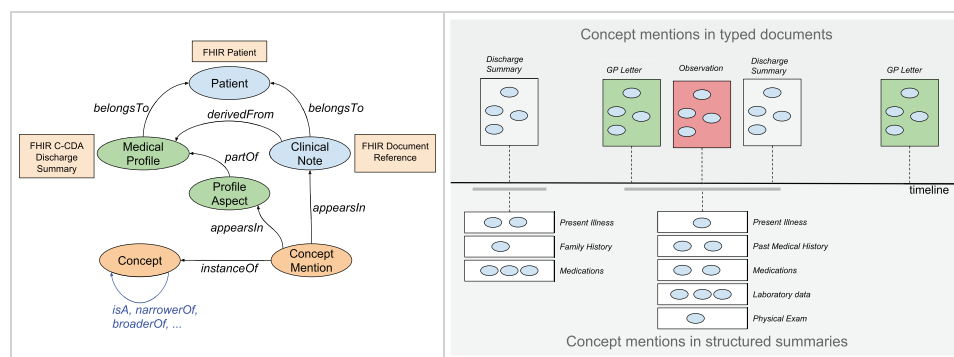 FHIR Patient
Patient
belongsTo
belongsTo
derivedFrom
FHIR C-CDA
Discharge
Summary
Medical
Profile
Clinical
Note
FHIR Document
Reference
partOf
Profile
Aspect
appearsIn
appearsIn
Concept
instanceOf
Concept
Mention
isA, narrowerOf,
broaderOf, ...
Concept mentions in typed documents
Discharge
Summary
GP Letter
Observation
Discharge
Summary
GP Letter
timeline
Present Illness
Family History
Medications
Present Illness
Past Medical History
Medications
Laboratory data
Physical Exam
Concept mentions in structured summaries